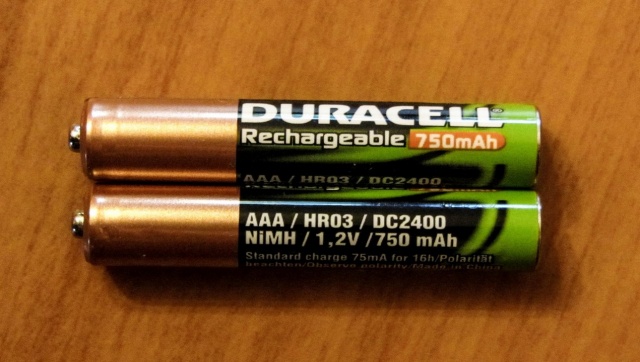 DURACELL®
Rechargeable 750mAh
AAA / HR03 / DC2400
AAA / HR03 / DC2400
NiMH / 1,2V /750 mAh
Standard charge 75mA for 16h/Polarität
beachten/Observe polarity/Made in China